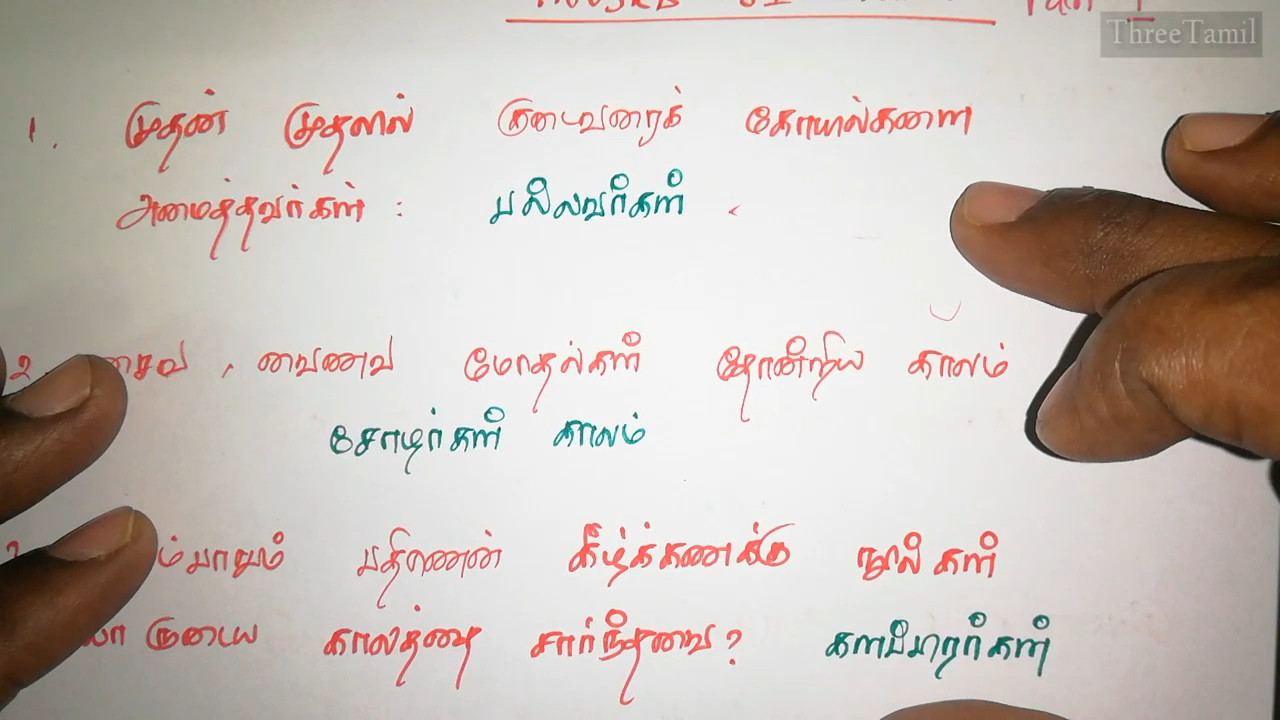 ThreeTamil
1. முதன் முதலில் குடைவரைக் கோயில்களை
அமைத்தவர்கள் : பல்லவர்கள்
2. சைவ , வைணவ மோதல்கள் தோன்றிய காலம்
சோழர்கள் காலம்
பதினெண் கீழ்க்கணக்கு நூல்கள்
காலத்தை சார்ந்தவை? களப்பிரர்கள்